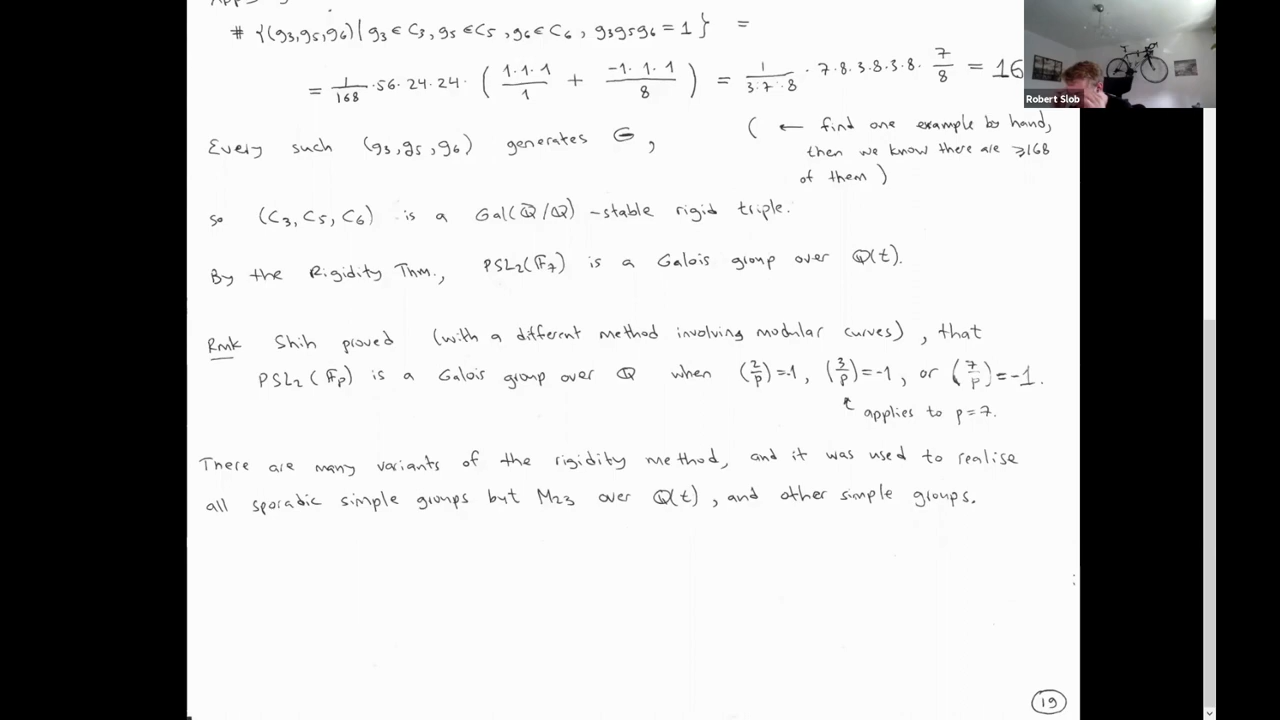 # {(g₃,g₅,g₆) | g₃ ∈ C₃, g₅ ∈ C₅, g₆ ∈ C₆, g₃g₅g₆ = 1 } =
= 1/168 · 56 · 24 · 24 · ( 1·1·1/1 + -1·1·1/8 ) = 1/3·7·8 · 7·8·3·8·3·8 · 7/8 = 16
Robert Slob
Every such (g₃,g₅,g₆) generates G, ( ← find one example by hand,
then we know there are ≥168
of them )
so (C₃, C₅, C₆) is a Gal(Q̄/Q) -stable rigid triple.
By the Rigidity Thm., PSL₂(F₇) is a Galois group over Q(t).
Rmk Shih proved (with a different method involving modular curves), that
PSL₂(Fₚ) is a Galois group over Q when (2/p)=-1, (3/p)=-1, or (7/p)=-1.
↑ applies to p=7.
There are many variants of the rigidity method, and it was used to realise
all sporadic simple groups but M₂₃ over Q(t), and other simple groups.
19